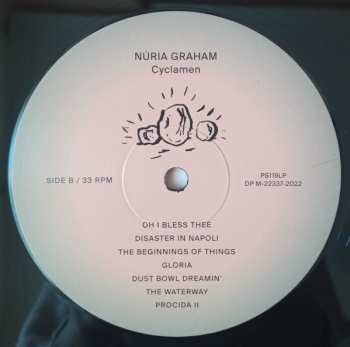 NÚRIA GRAHAM
Cyclamen
SIDE B / 33 RPM
PS119LP
DP M-22337-2022
OH I BLESS THEE
DISASTER IN NAPOLI
THE BEGINNINGS OF THINGS
GLORIA
DUST BOWL DREAMIN'
THE WATERWAY
PROCIDA II